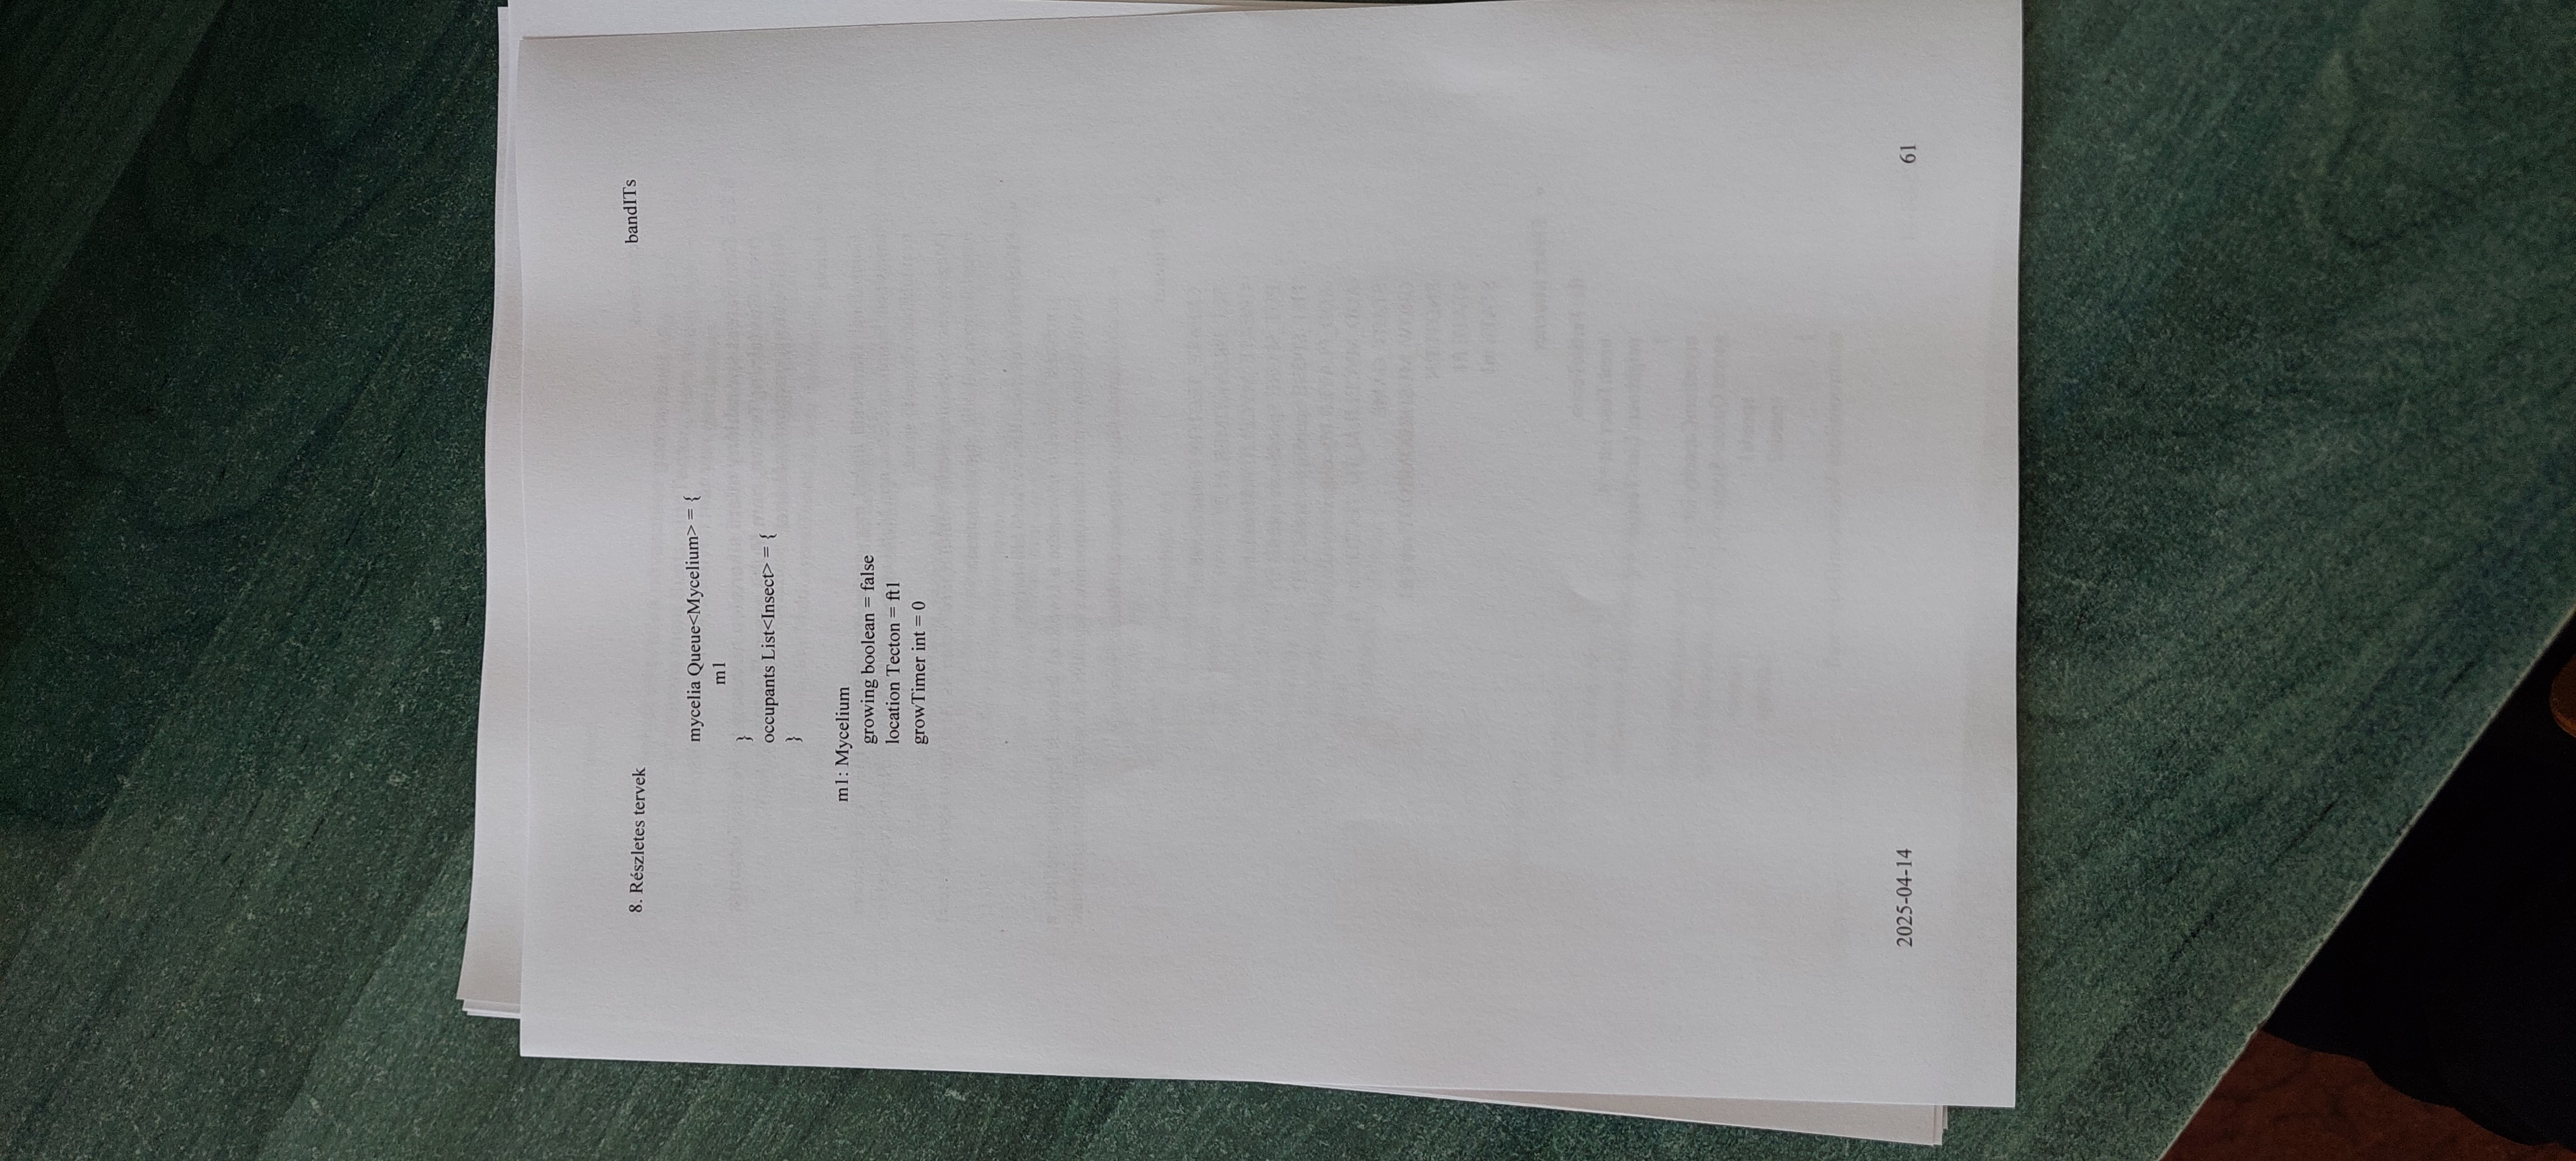 8. Részletes tervek bandITs
mycelia Queue<Mycelium> = {
m1
}
occupants List<Insect> = {
}
m1: Mycelium
growing boolean = false
location Tecton = ft1
growTimer int = 0
2025-04-14 61